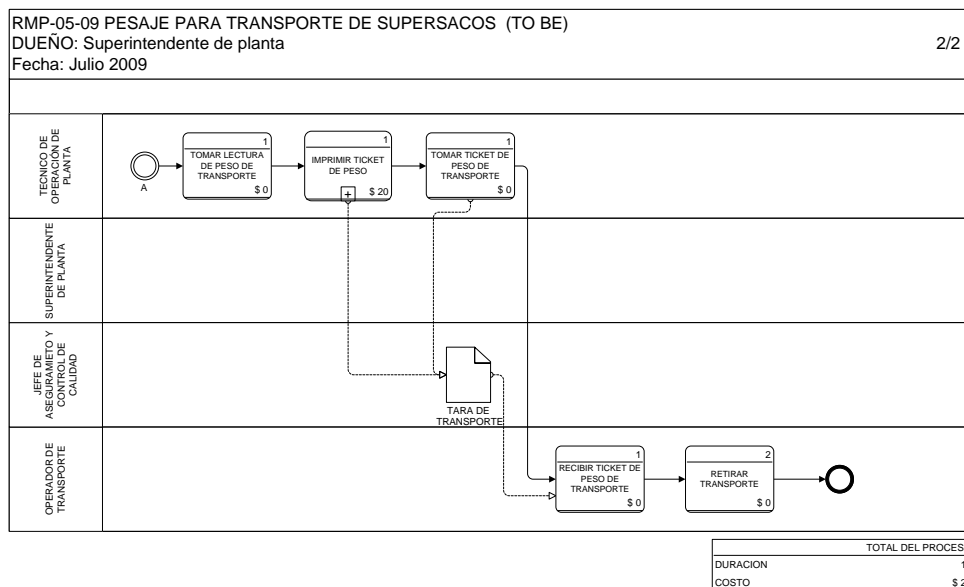 RMP-05-09 PESAJE PARA TRANSPORTE DE SUPERSACOS (TO BE)
DUEÑO: Superintendente de planta
2/2
Fecha: Julio 2009
TECNICO DE
OPERACIÓN DE
PLANTA
A
1
TOMAR LECTURA
DE PESO DE
TRANSPORTE
$ 0
1
IMPRIMIR TICKET
DE PESO
+
$ 20
1
TOMAR TICKET DE
PESO DE
TRANSPORTE
$ 0
SUPERINTENDENTE
DE PLANTA
JEFE DE
ASEGURAMIETO Y
CONTROL DE
CALIDAD
TARA DE
TRANSPORTE
OPERADOR DE
TRANSPORTE
1
RECIBIR TICKET DE
PESO DE
TRANSPORTE
$ 0
2
RETIRAR
TRANSPORTE
$ 0
TOTAL DEL PROCES
DURACION
COSTO